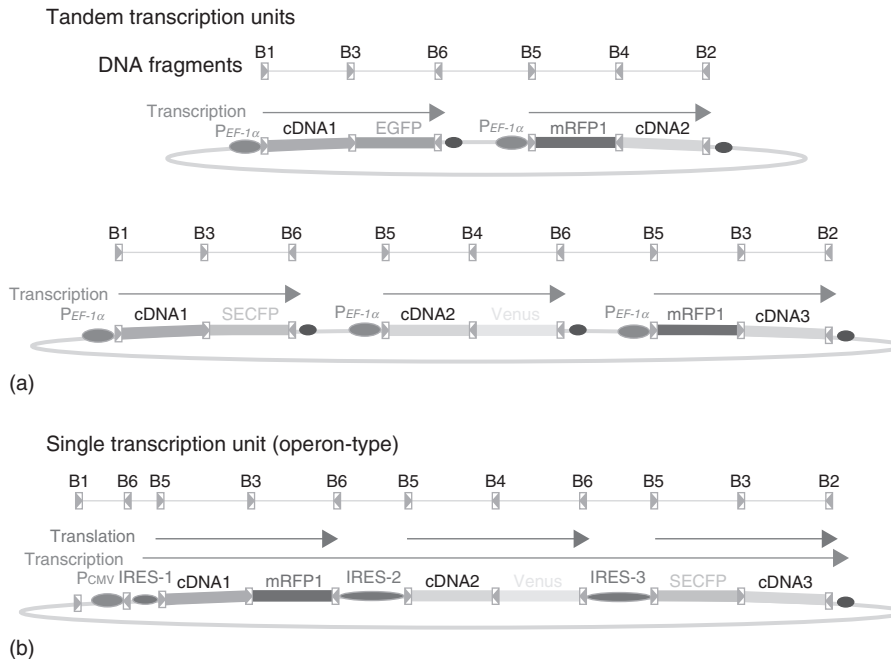 Tandem transcription units
B1 B3 B6 B5 B4 B2
DNA fragments
Transcription
PEF-1α cDNA1 EGFP PEF-1α mRFP1 cDNA2
B1 B3 B6 B5 B4 B6 B5 B3 B2
Transcription
PEF-1α cDNA1 SECFP PEF-1α cDNA2 Venus PEF-1α mRFP1 cDNA3
(a)
Single transcription unit (operon-type)
B1 B6 B5 B3 B6 B5 B4 B6 B5 B3 B2
Translation
Transcription
PCMV IRES-1 cDNA1 mRFP1 IRES-2 cDNA2 Venus IRES-3 SECFP cDNA3
(b)